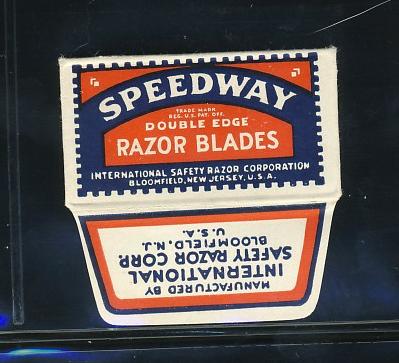 SPEEDWAY
TRADE MARK
REG. U.S. PAT. OFF.
DOUBLE EDGE
RAZOR BLADES
INTERNATIONAL SAFETY RAZOR CORPORATION
BLOOMFIELD, NEW JERSEY, U.S.A.
MANUFACTURED BY
INTERNATIONAL
SAFETY RAZOR CORP.
BLOOMFIELD, N.J.
U.S.A.